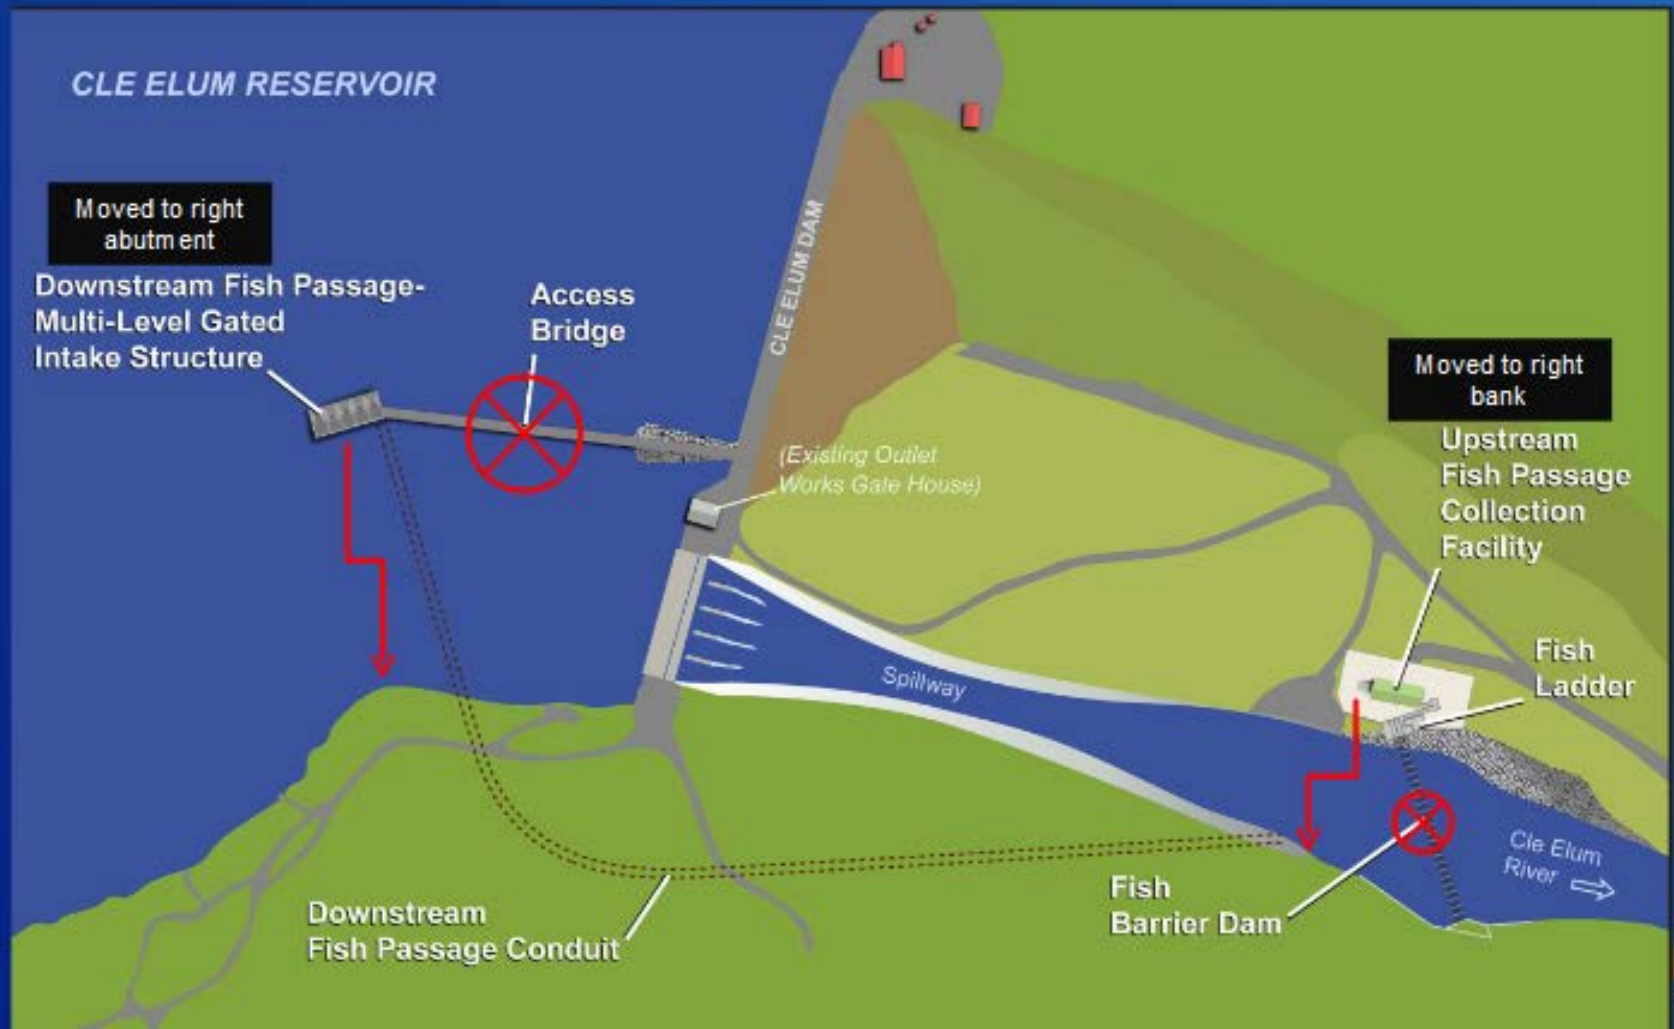 CLE ELUM RESERVOIR
Moved to right
abutment
Downstream Fish Passage-
Multi-Level Gated
Intake Structure
Access
Bridge
CLE ELUM DAM
(Existing Outlet
Works Gate House)
Moved to right
bank
Upstream
Fish Passage
Collection
Facility
Fish
Ladder
Spillway
Cle Elum
River
Fish
Barrier Dam
Downstream
Fish Passage Conduit